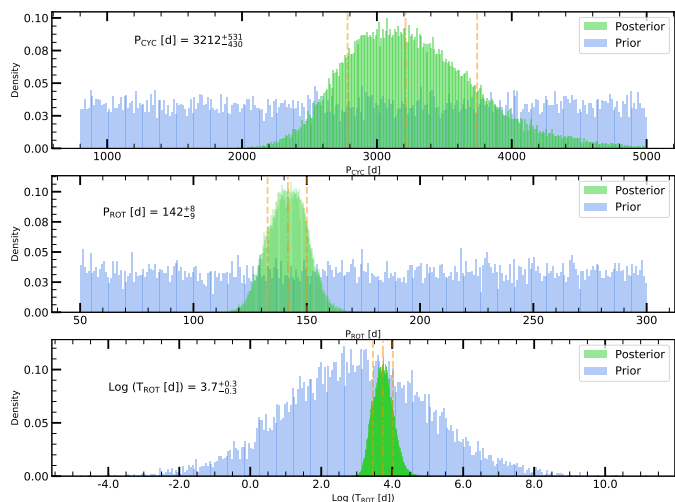 0.10
0.08
0.05
0.03
0.00
Density
P_CYC [d] = 3212^{+531}_{-430}
Posterior
Prior
1000 2000 3000 4000 5000
P_CYC [d]
0.10
0.08
0.05
0.03
0.00
Density
P_ROT [d] = 142^{+8}_{-9}
Posterior
Prior
50 100 150 200 250 300
P_ROT [d]
0.10
0.05
0.00
Density
Log (T_ROT [d]) = 3.7^{+0.3}_{-0.3}
Posterior
Prior
-4.0 -2.0 0.0 2.0 4.0 6.0 8.0 10.0
Log (T_ROT [d])